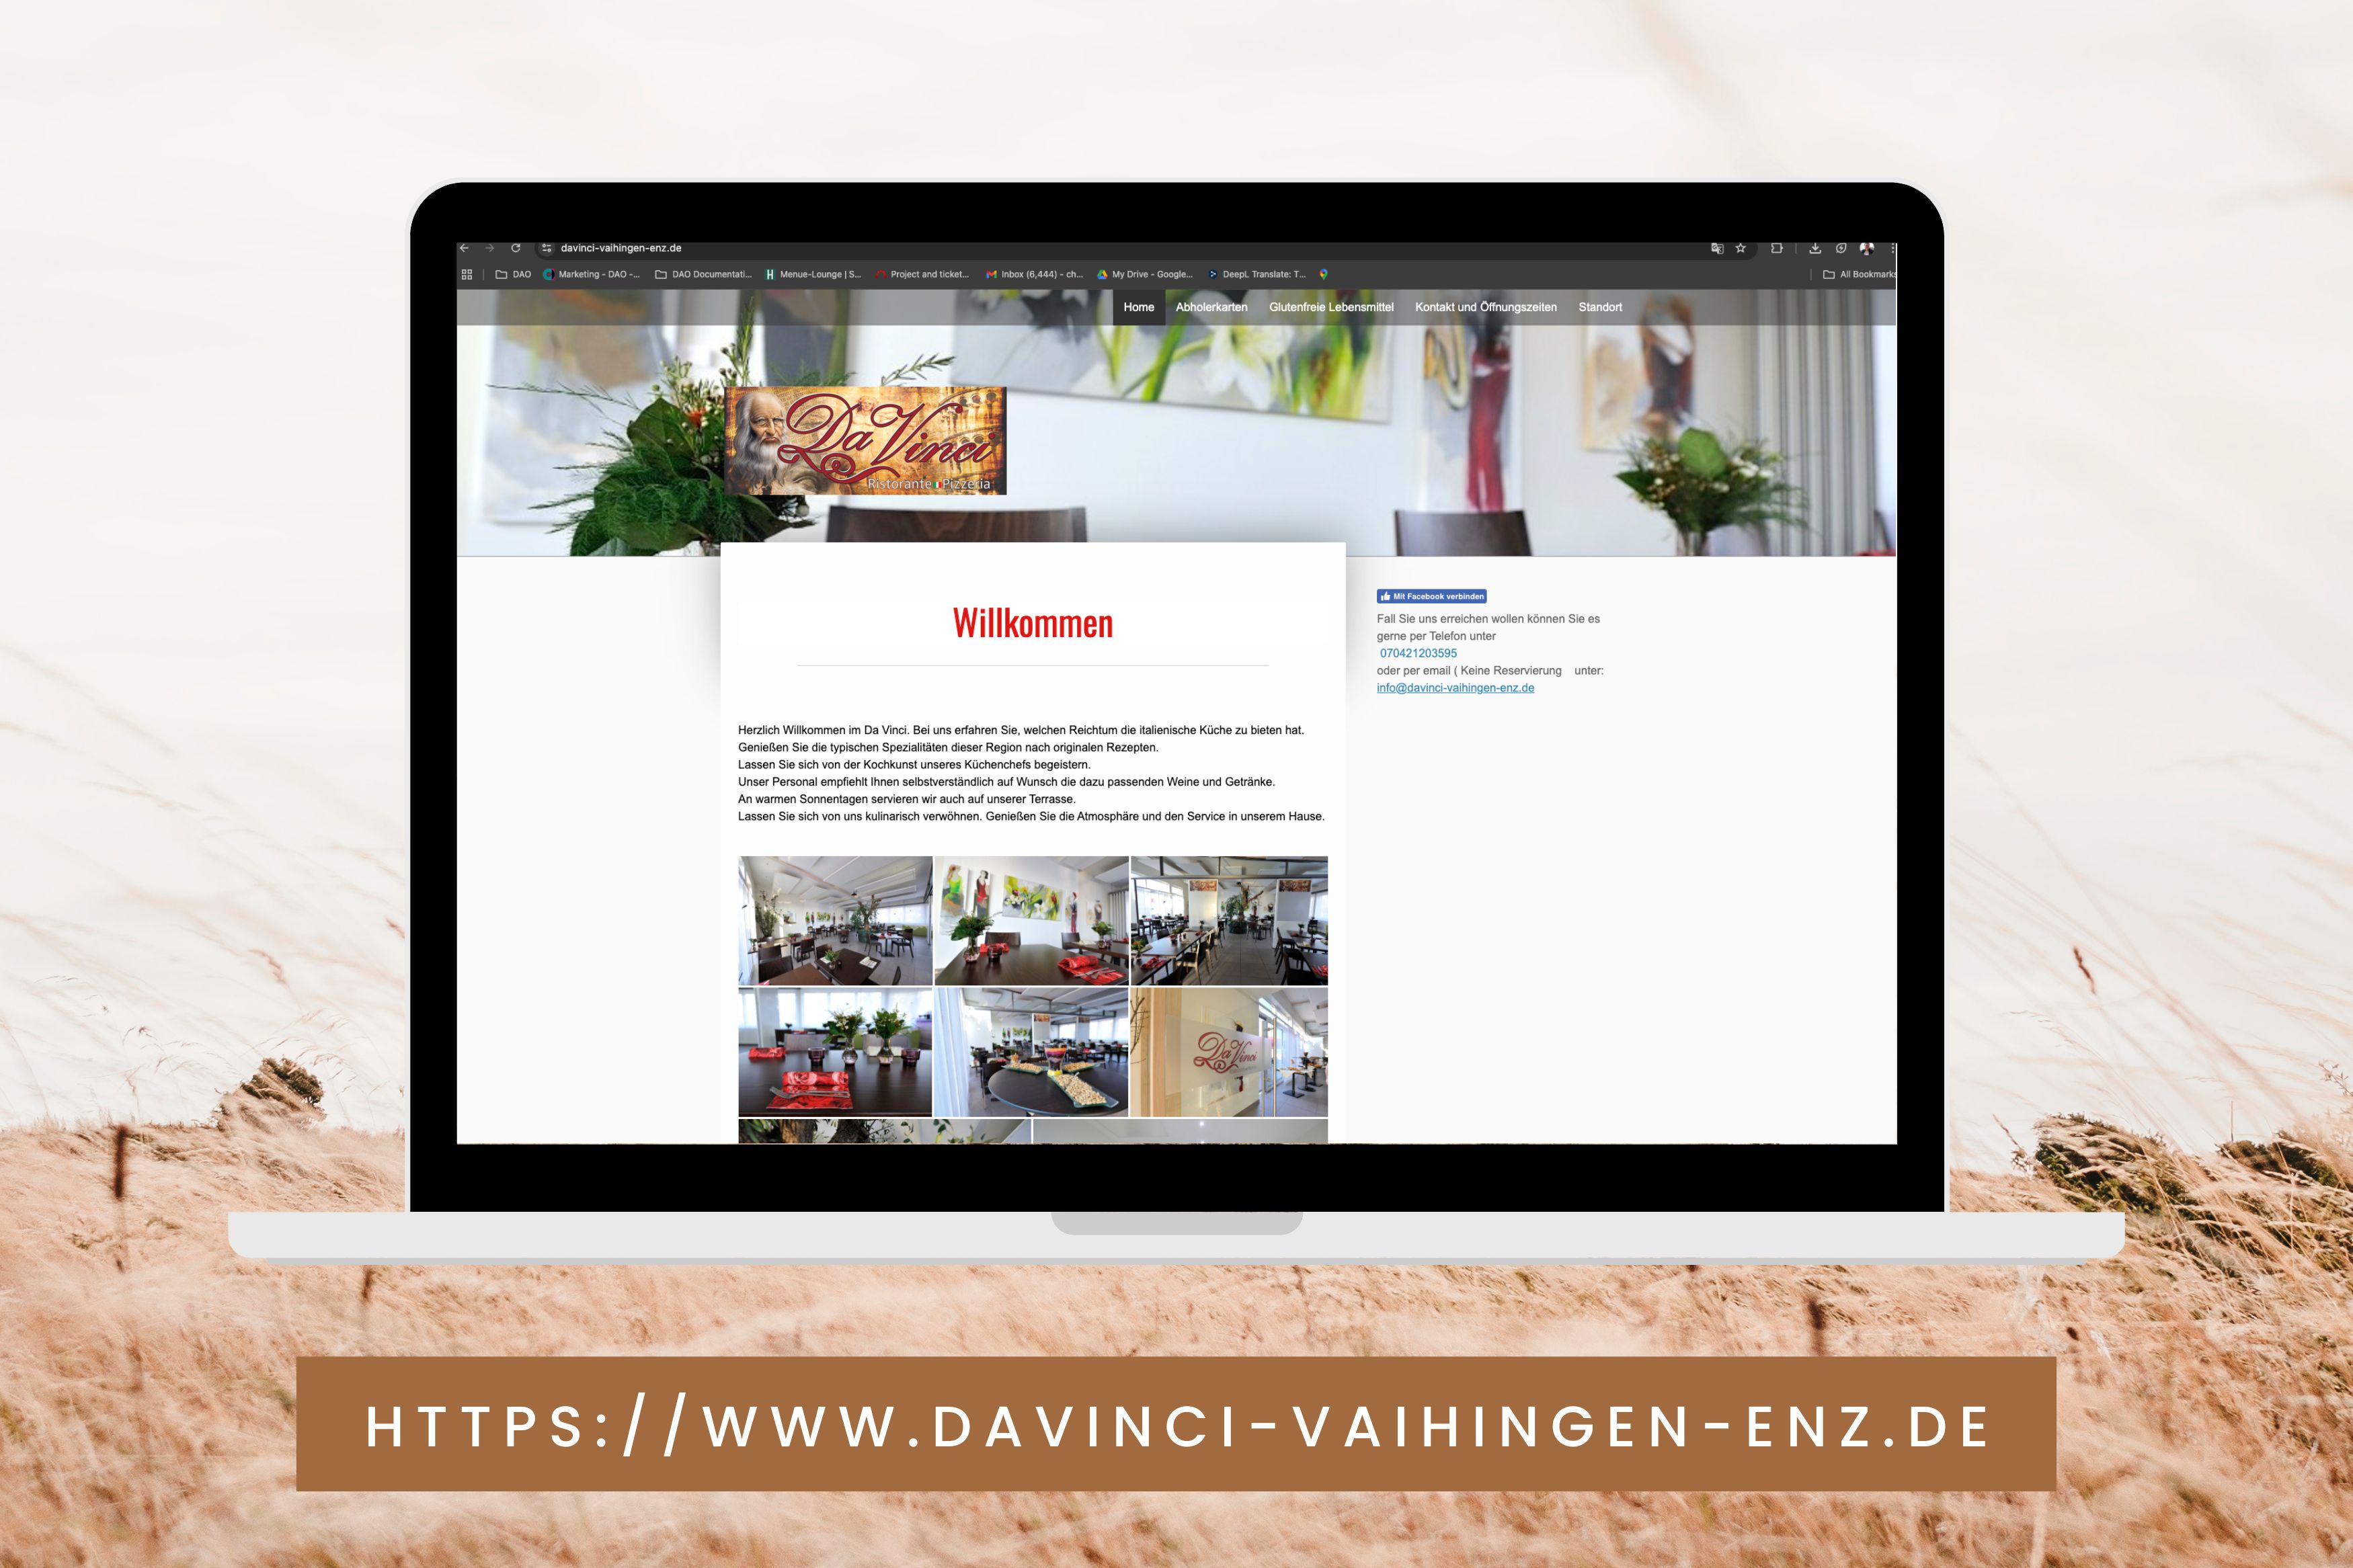 davinci-vaihingen-enz.de
DAO
Marketing - DAO -...
DAO Documentati...
Menue-Lounge | S...
Project and ticket...
Inbox (6,444) - ch...
My Drive - Google...
DeepL Translate: T...
All Bookmarks
Home
Abholerkarten
Glutenfreie Lebensmittel
Kontakt und Öffnungszeiten
Standort
Da Vinci
Ristorante Pizzeria
Willkommen
Mit Facebook verbinden
Fall Sie uns erreichen wollen können Sie es
gerne per Telefon unter
070421203595
oder per email ( Keine Reservierung unter:
info@davinci-vaihingen-enz.de
Herzlich Willkommen im Da Vinci. Bei uns erfahren Sie, welchen Reichtum die italienische Küche zu bieten hat.
Genießen Sie die typischen Spezialitäten dieser Region nach originalen Rezepten.
Lassen Sie sich von der Kochkunst unseres Küchenchefs begeistern.
Unser Personal empfiehlt Ihnen selbstverständlich auf Wunsch die dazu passenden Weine und Getränke.
An warmen Sonnentagen servieren wir auch auf unserer Terrasse.
Lassen Sie sich von uns kulinarisch verwöhnen. Genießen Sie die Atmosphäre und den Service in unserem Hause.
Da Vinci
HTTPS://WWW.DAVINCI-VAIHINGEN-ENZ.DE